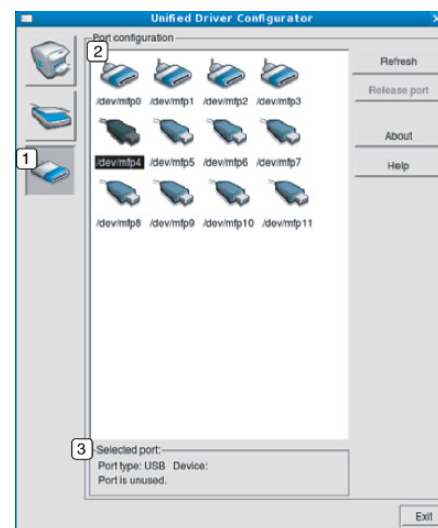 Unified Driver Configurator
Port configuration
2
Refresh
/dev/mfp0 /dev/mfp1 /dev/mfp2 /dev/mfp3
Release port
About
1
/dev/mfp4 /dev/mfp5 /dev/mfp6 /dev/mfp7
Help
/dev/mfp8 /dev/mfp9 /dev/mfp10 /dev/mfp11
3
Selected port:
Port type: USB Device:
Port is unused.
Exit